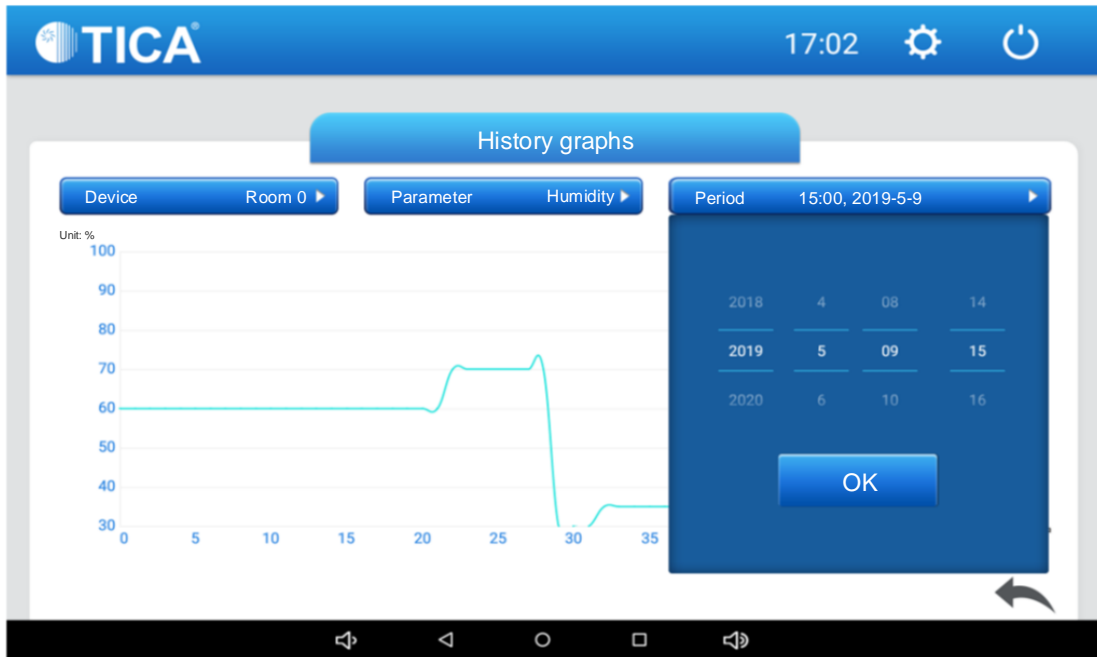 TICA®
17:02
History graphs
Device Room 0
Parameter Humidity
Period 15:00, 2019-5-9
Unit: %
100
90
80
70
60
50
40
30
0 5 10 15 20 25 30 35
2018 4 08 14
2019 5 09 15
2020 6 10 16
OK